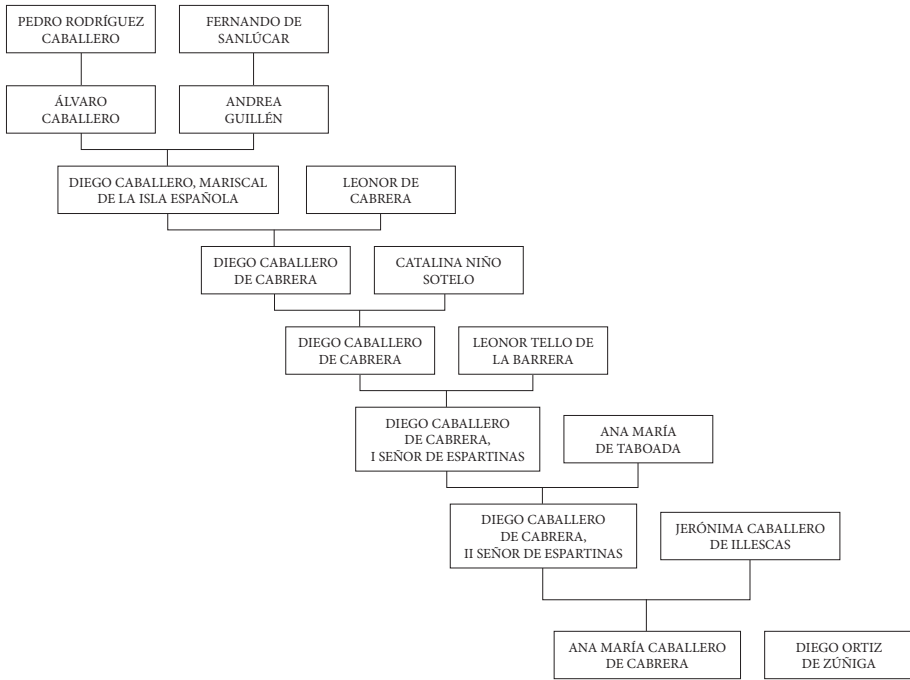 PEDRO RODRÍGUEZ
CABALLERO
FERNANDO DE
SANLÚCAR
ÁLVARO
CABALLERO
ANDREA
GUILLÉN
DIEGO CABALLERO, MARISCAL
DE LA ISLA ESPAÑOLA
LEONOR DE
CABRERA
DIEGO CABALLERO
DE CABRERA
CATALINA NIÑO
SOTELO
DIEGO CABALLERO
DE CABRERA
LEONOR TELLO DE
LA BARRERA
DIEGO CABALLERO
DE CABRERA,
I SEÑOR DE ESPARTINAS
ANA MARÍA
DE TABOADA
DIEGO CABALLERO
DE CABRERA,
II SEÑOR DE ESPARTINAS
JERÓNIMA CABALLERO
DE ILLESCAS
ANA MARÍA CABALLERO
DE CABRERA
DIEGO ORTIZ
DE ZÚÑIGA